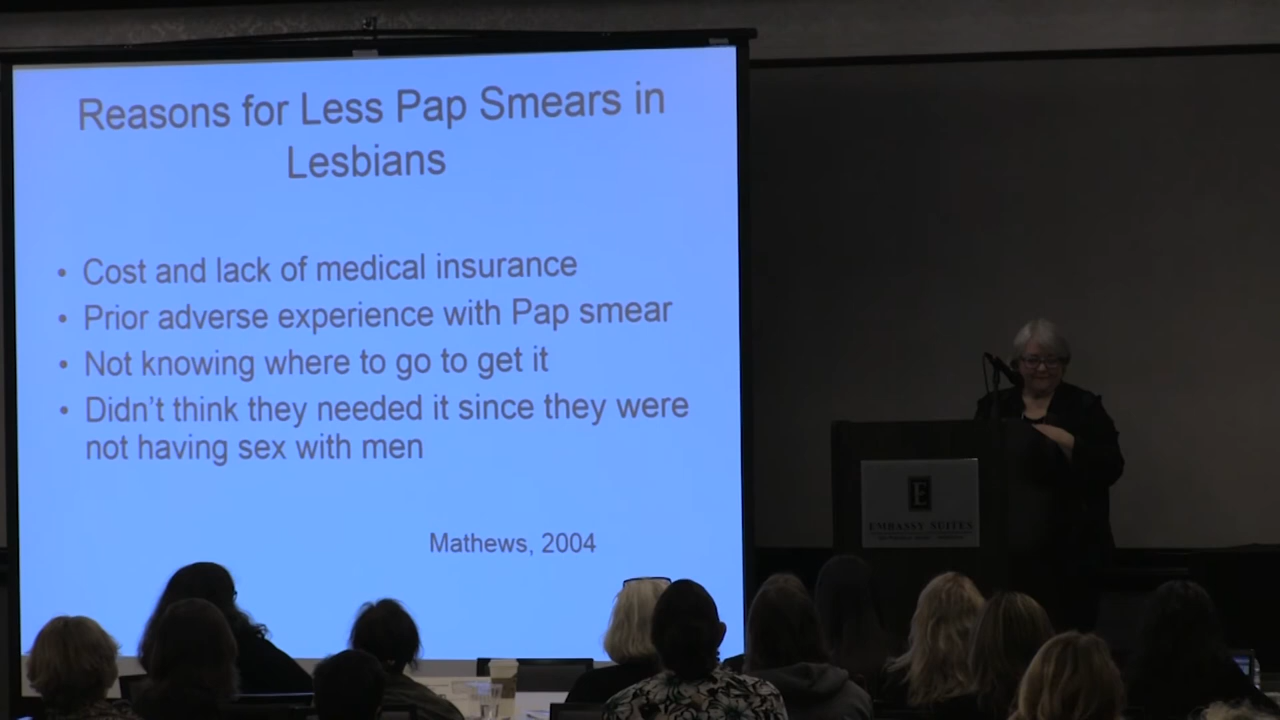 Reasons for Less Pap Smears in
Lesbians
• Cost and lack of medical insurance
• Prior adverse experience with Pap smear
• Not knowing where to go to get it
• Didn't think they needed it since they were
not having sex with men
Mathews, 2004
E
EMBASSY SUITES